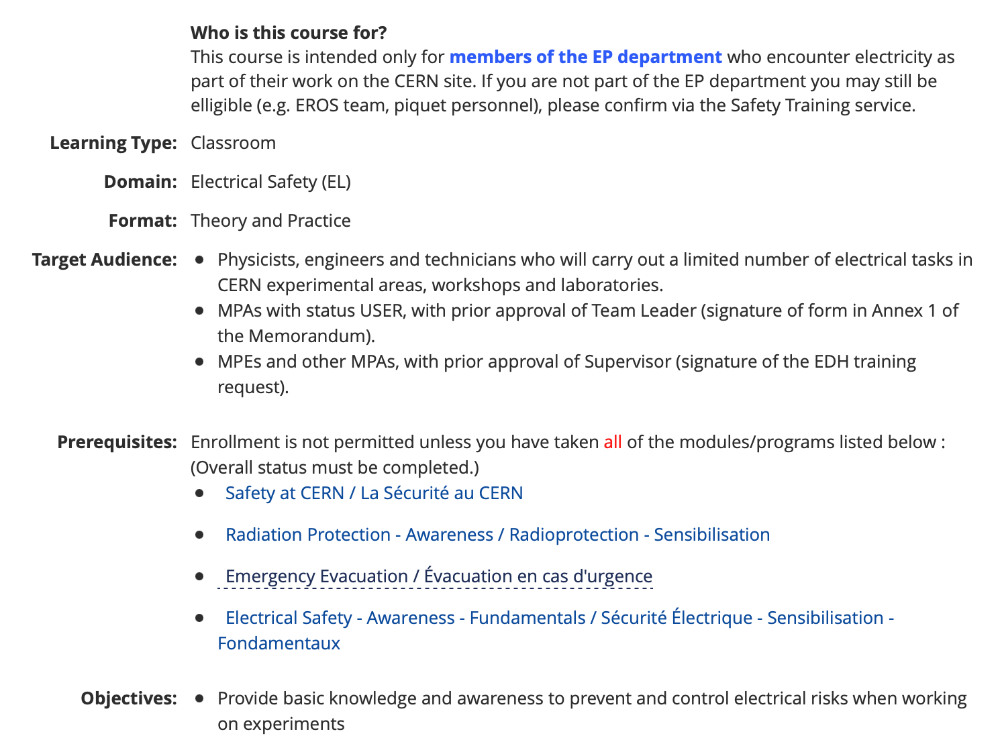 Who is this course for?
This course is intended only for members of the EP department who encounter electricity as
part of their work on the CERN site. If you are not part of the EP department you may still be
elligible (e.g. EROS team, piquet personnel), please confirm via the Safety Training service.
Learning Type: Classroom
Domain: Electrical Safety (EL)
Format: Theory and Practice
Target Audience: • Physicists, engineers and technicians who will carry out a limited number of electrical tasks in
CERN experimental areas, workshops and laboratories.
• MPAs with status USER, with prior approval of Team Leader (signature of form in Annex 1 of
the Memorandum).
• MPEs and other MPAs, with prior approval of Supervisor (signature of the EDH training
request).
Prerequisites: Enrollment is not permitted unless you have taken all of the modules/programs listed below :
(Overall status must be completed.)
• Safety at CERN / La Sécurité au CERN
• Radiation Protection - Awareness / Radioprotection - Sensibilisation
• Emergency Evacuation / Évacuation en cas d'urgence
• Electrical Safety - Awareness - Fundamentals / Sécurité Électrique - Sensibilisation -
Fondamentaux
Objectives: • Provide basic knowledge and awareness to prevent and control electrical risks when working
on experiments